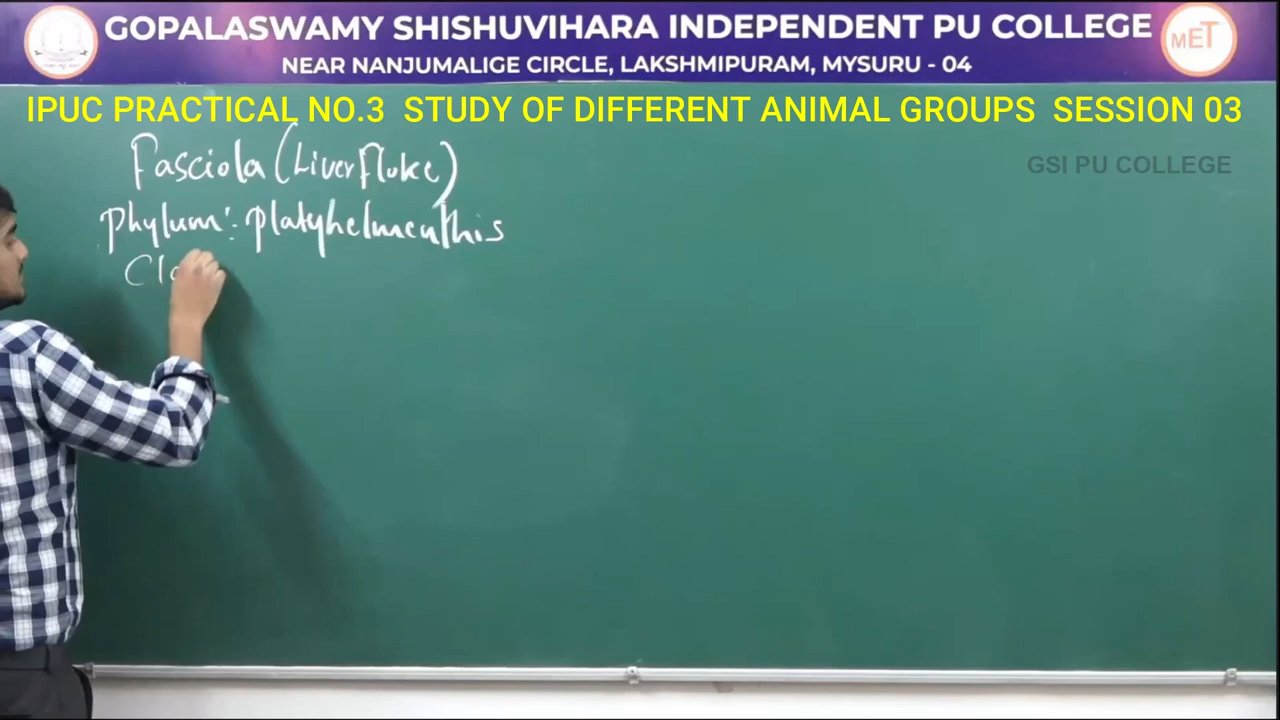 GOPALASWAMY SHISHUVIHARA INDEPENDENT PU COLLEGE
MET
NEAR NANJUMALIGE CIRCLE, LAKSHMIPURAM, MYSURU - 04
IPUC PRACTICAL NO.3 STUDY OF DIFFERENT ANIMAL GROUPS SESSION 03
GSI PU COLLEGE
Fasciola (Liver Fluke)
Phylum:- Platyhelmenthis
Cla